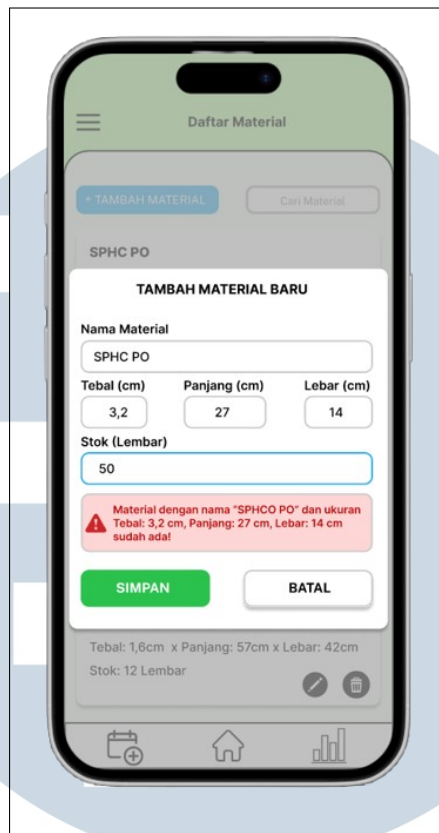 Daftar Material
+ TAMBAH MATERIAL
Cari Material
SPHC PO
TAMBAH MATERIAL BARU
Nama Material
SPHC PO
Tebal (cm) Panjang (cm) Lebar (cm)
3,2 27 14
Stok (Lembar)
50
Material dengan nama "SPHCO PO" dan ukuran
Tebal: 3,2 cm, Panjang: 27 cm, Lebar: 14 cm
sudah ada!
SIMPAN BATAL
Tebal: 1,6cm x Panjang: 57cm x Lebar: 42cm
Stok: 12 Lembar